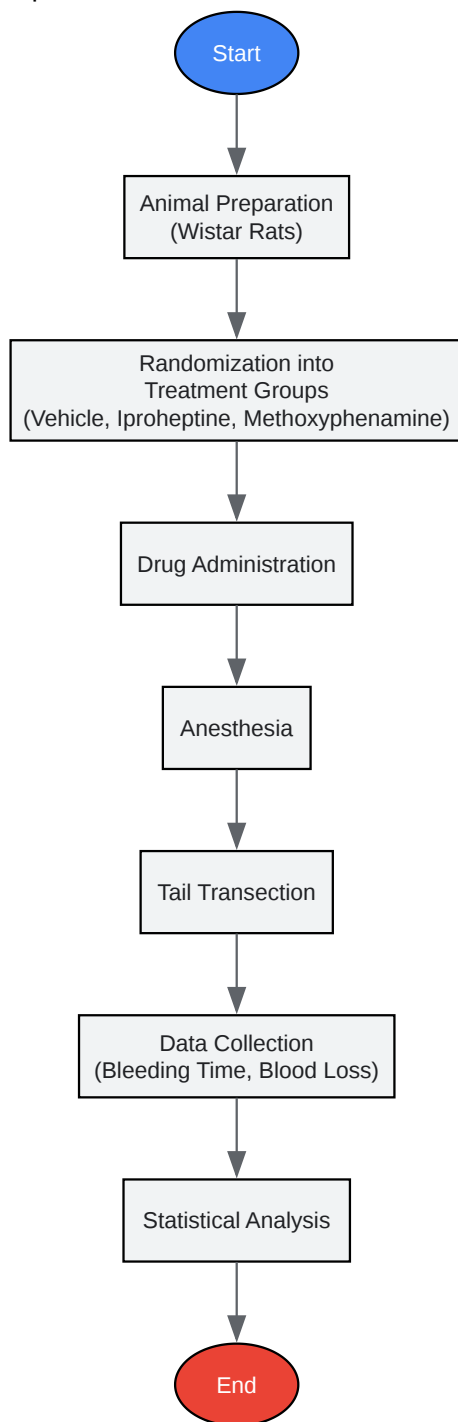 Start
Animal Preparation
(Wistar Rats)
Randomization into
Treatment Groups
(Vehicle, Iproheptine, Methoxyphenamine)
Drug Administration
Anesthesia
Tail Transection
Data Collection
(Bleeding Time, Blood Loss)
Statistical Analysis
End